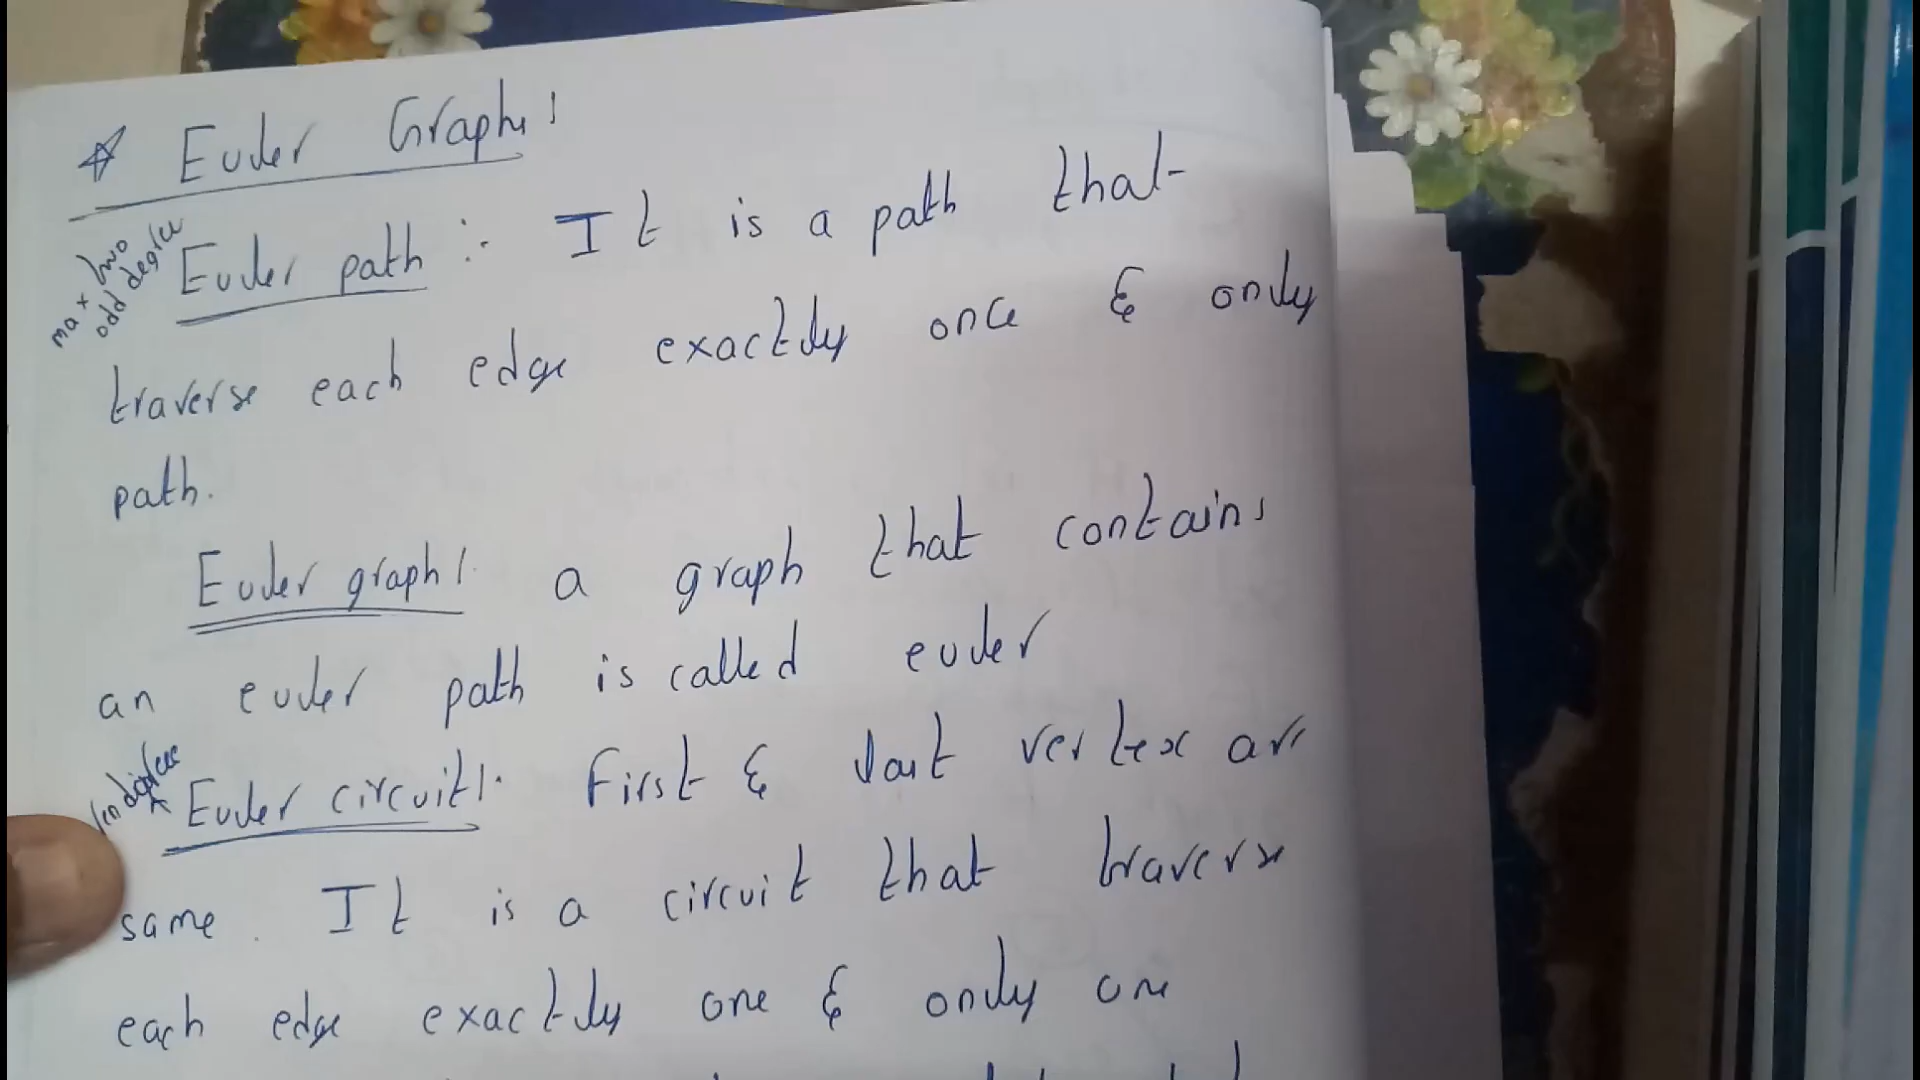 Euler Graph:
max two
odd degree
Euler path :- It is a path that
traverse each edge exactly once & only
path.
Euler graph:- a graph that contains
an euler path is called euler
Euler circuit:- First & last vertex are
same. It is a circuit that traverse
each edge exactly one & only one